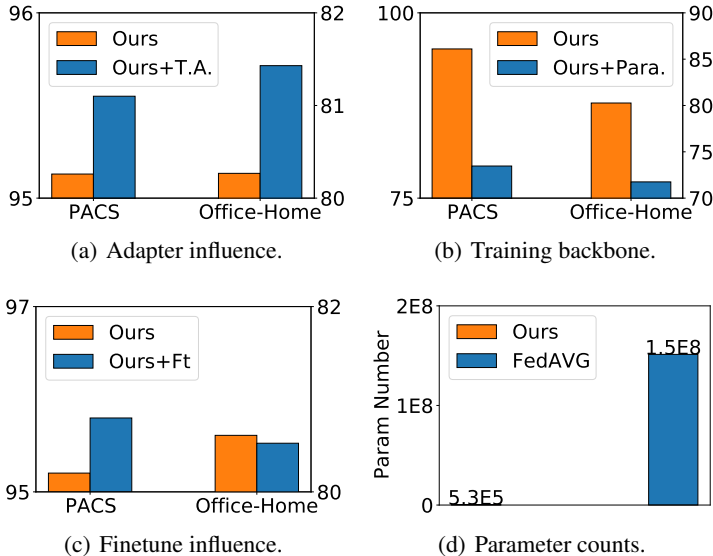 96
82
Ours
Ours+T.A.
81
95
80
PACS
Office-Home
(a) Adapter influence.
100
90
Ours
Ours+Para.
85
80
75
75
70
PACS
Office-Home
(b) Training backbone.
97
82
Ours
Ours+Ft
81
95
80
PACS
Office-Home
(c) Finetune influence.
2E8
Ours
FedAVG
1.5E8
Param Number
1E8
5.3E5
0
(d) Parameter counts.